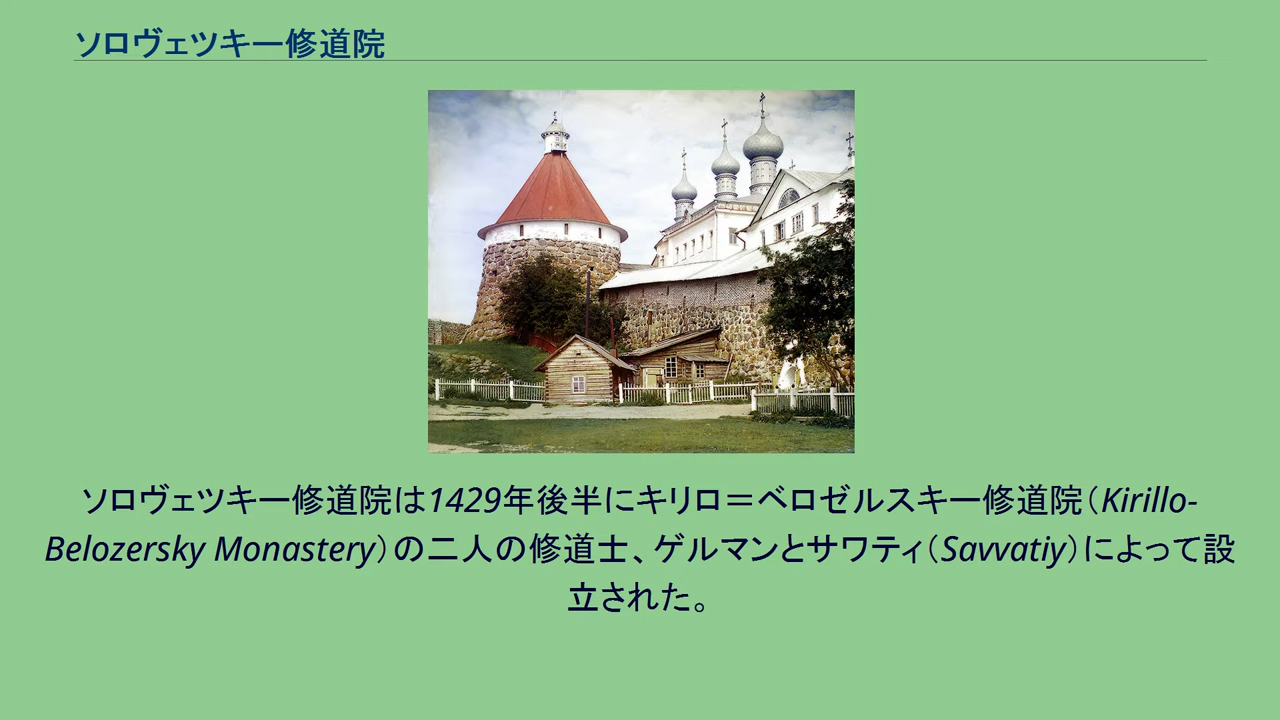 ソロヴェツキー修道院
ソロヴェツキー修道院は1429年後半にキリロ＝ベロゼルスキー修道院（Kirillo-
Belozersky Monastery）の二人の修道士、ゲルマンとサワティ（Savvatiy）によって設
立された。